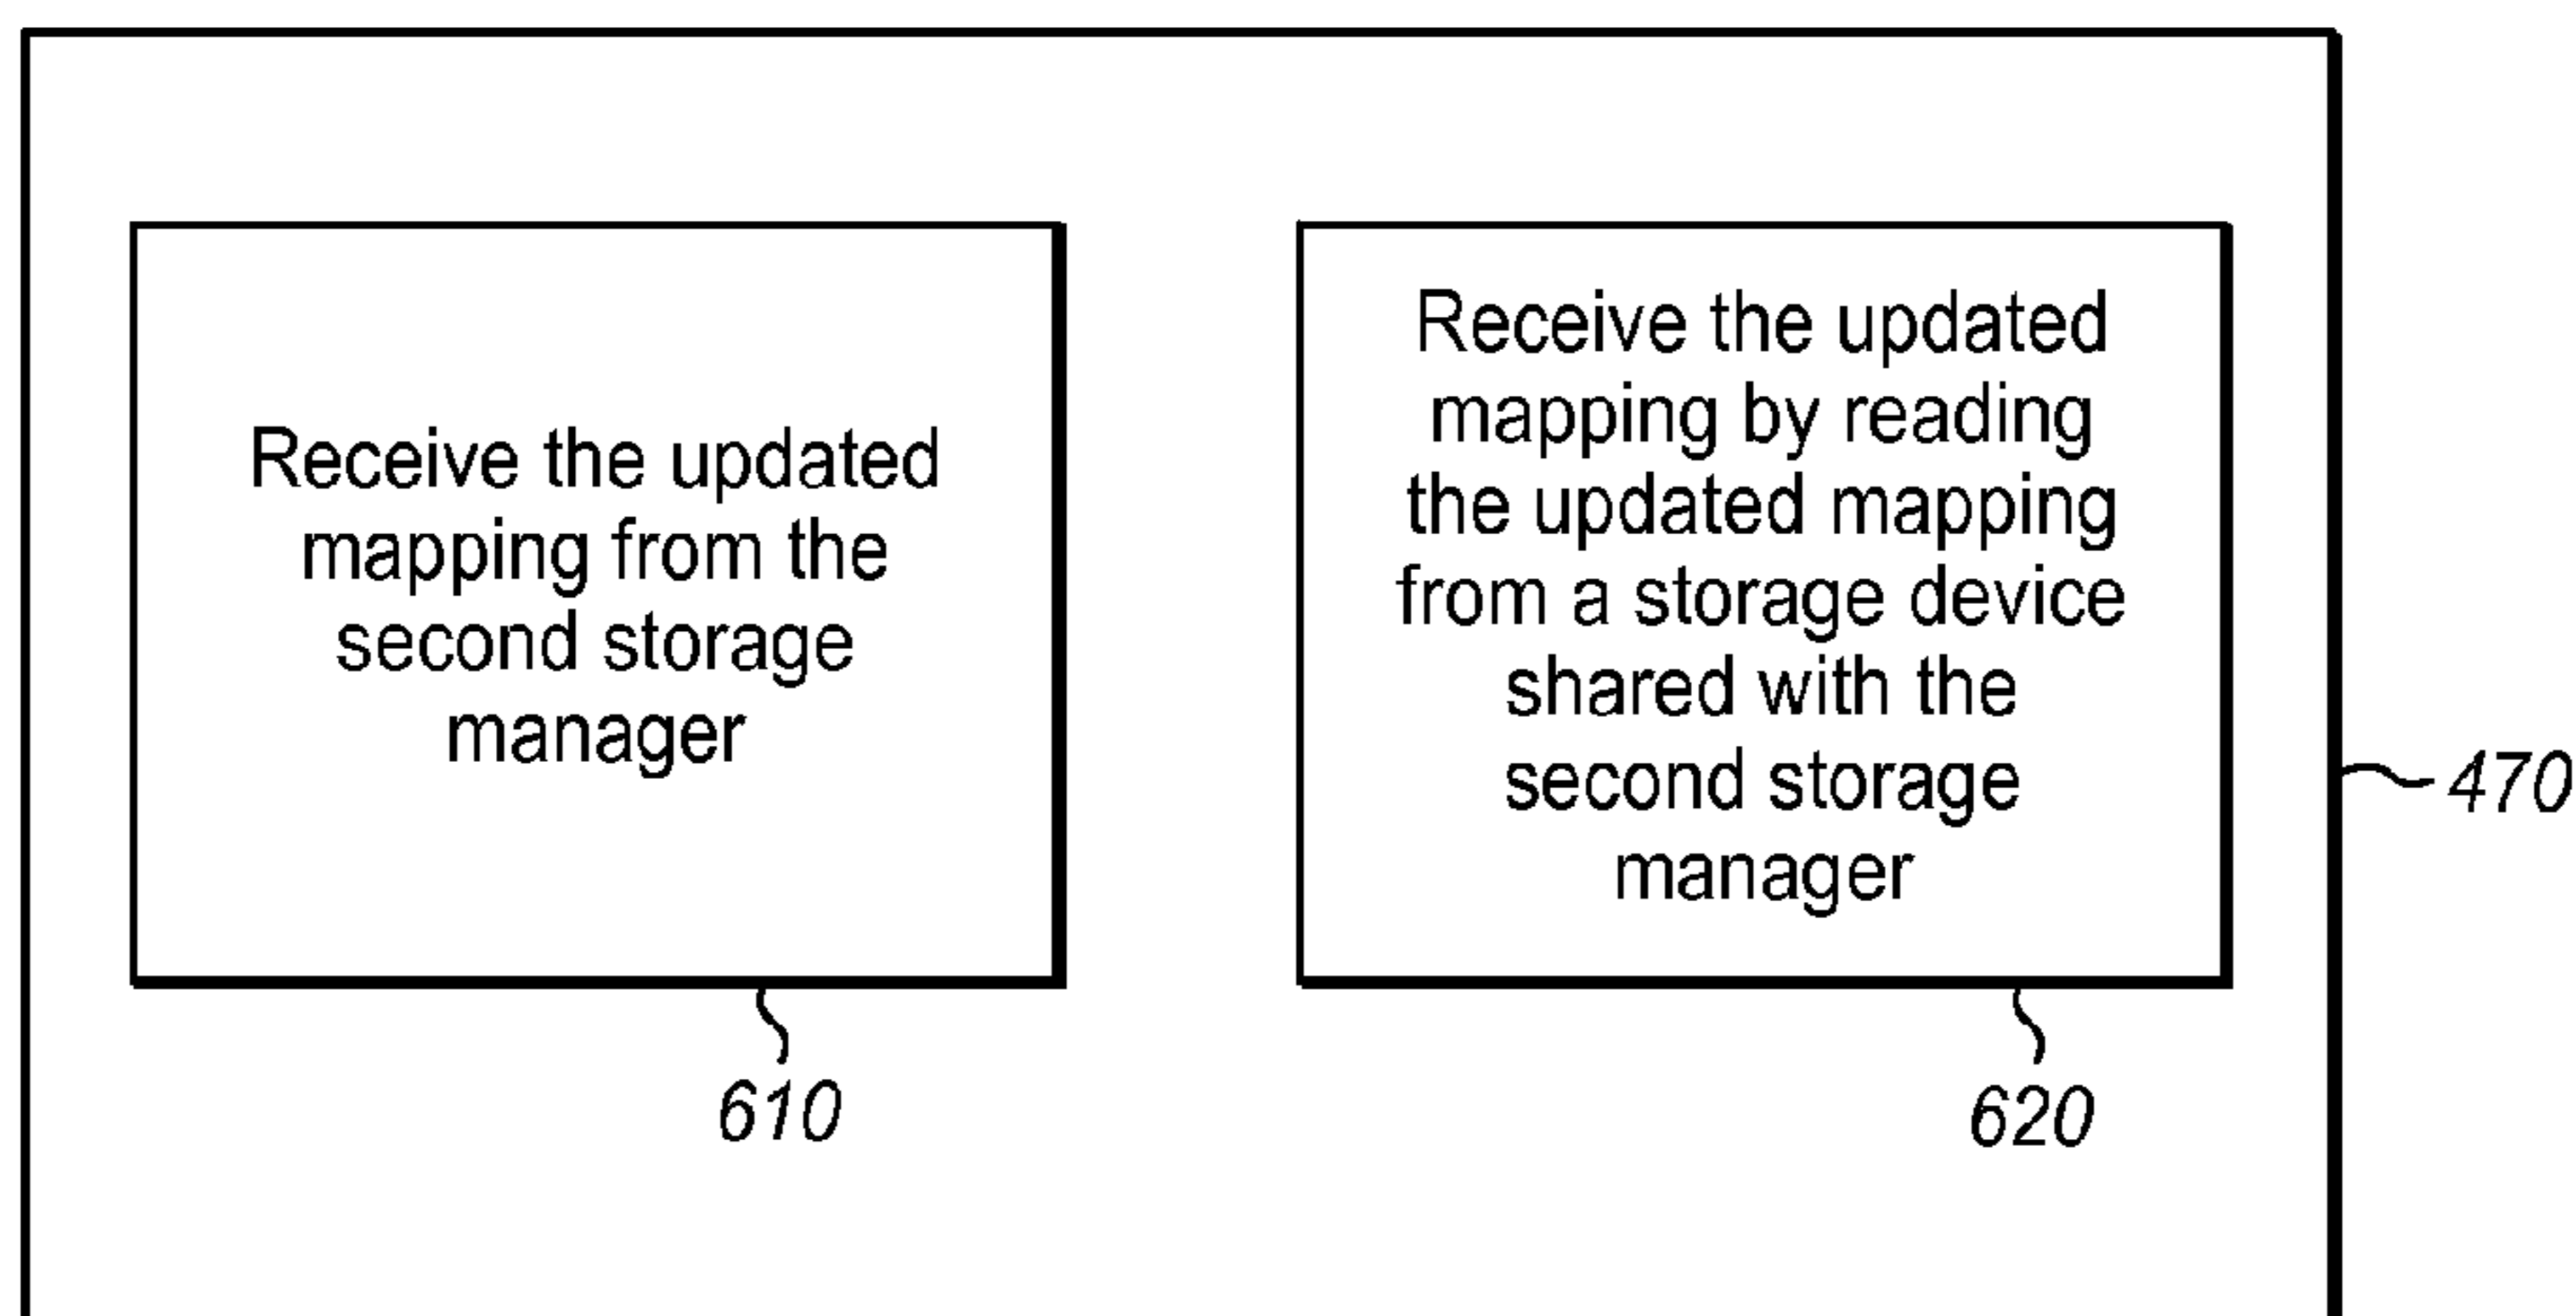 Receive the updated
mapping from the
second storage
manager
610
Receive the updated
mapping by reading
the updated mapping
from a storage device
shared with the
second storage
manager
620
470